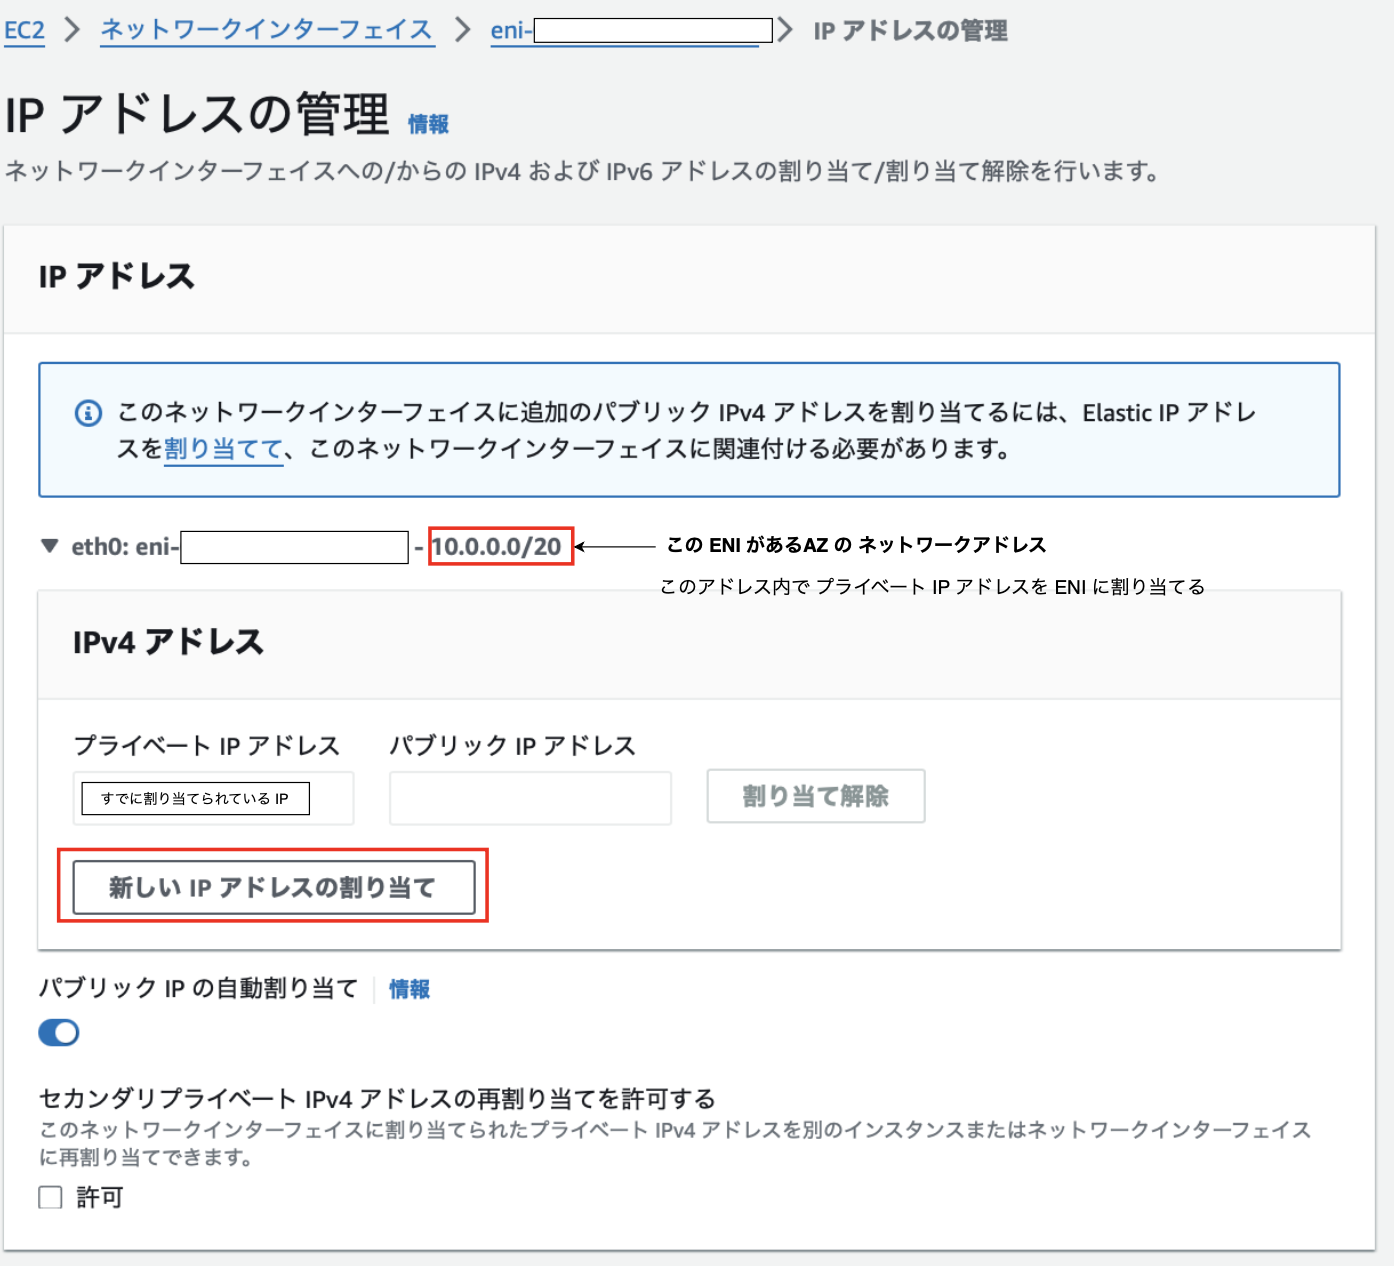 EC2 > ネットワークインターフェイス > eni- > IP アドレスの管理
IP アドレスの管理 情報
ネットワークインターフェイスへの/からの IPv4 および IPv6 アドレスの割り当て/割り当て解除を行います。
IP アドレス
このネットワークインターフェイスに追加のパブリック IPv4 アドレスを割り当てるには、Elastic IP アドレ
スを割り当てて、このネットワークインターフェイスに関連付ける必要があります。
▼ eth0: eni- - 10.0.0.0/20 この ENI があるAZ の ネットワークアドレス
このアドレス内で プライベート IP アドレスを ENI に割り当てる
IPv4 アドレス
プライベート IP アドレス パブリック IP アドレス
すでに割り当てられている IP 割り当て解除
新しい IP アドレスの割り当て
パブリック IP の自動割り当て 情報
セカンダリプライベート IPv4 アドレスの再割り当てを許可する
このネットワークインターフェイスに割り当てられたプライベート IPv4 アドレスを別のインスタンスまたはネットワークインターフェイス
に再割り当てできます。
許可